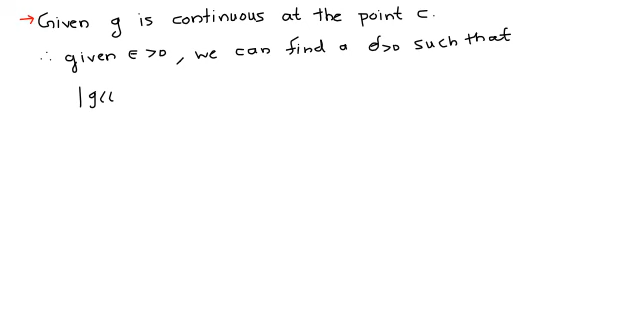 → Given g is continuous at the point c.
∴ given ϵ >0, we can find a δ>0 such that
|g((